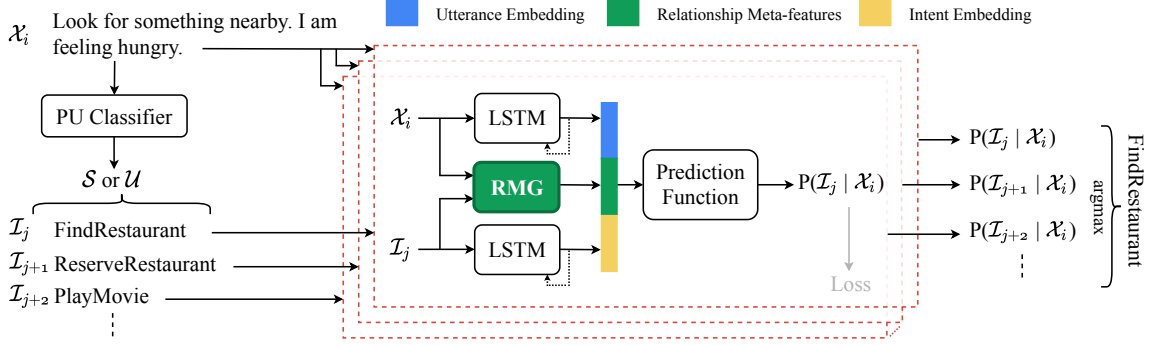 Utterance Embedding
Relationship Meta-features
Intent Embedding
𝒳ᵢ
Look for something nearby. I am
feeling hungry.
PU Classifier
𝒮 or 𝒰
ℐⱼ FindRestaurant
ℐⱼ₊₁ ReserveRestaurant
ℐⱼ₊₂ PlayMovie
𝒳ᵢ
LSTM
RMG
ℐⱼ
LSTM
Prediction
Function
P(ℐⱼ | 𝒳ᵢ)
Loss
P(ℐⱼ | 𝒳ᵢ)
P(ℐⱼ₊₁ | 𝒳ᵢ)
P(ℐⱼ₊₂ | 𝒳ᵢ)
argmax
FindRestaurant